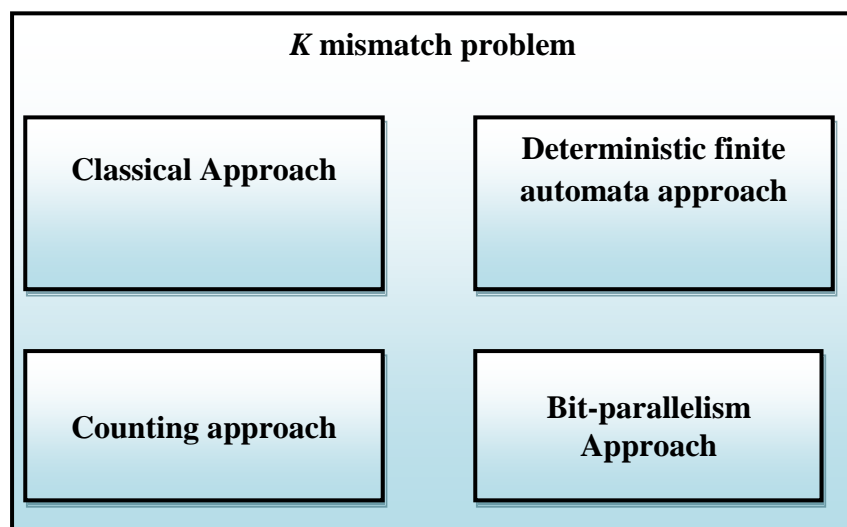 K mismatch problem
Classical Approach
Deterministic finite
automata approach
Counting approach
Bit-parallelism
Approach